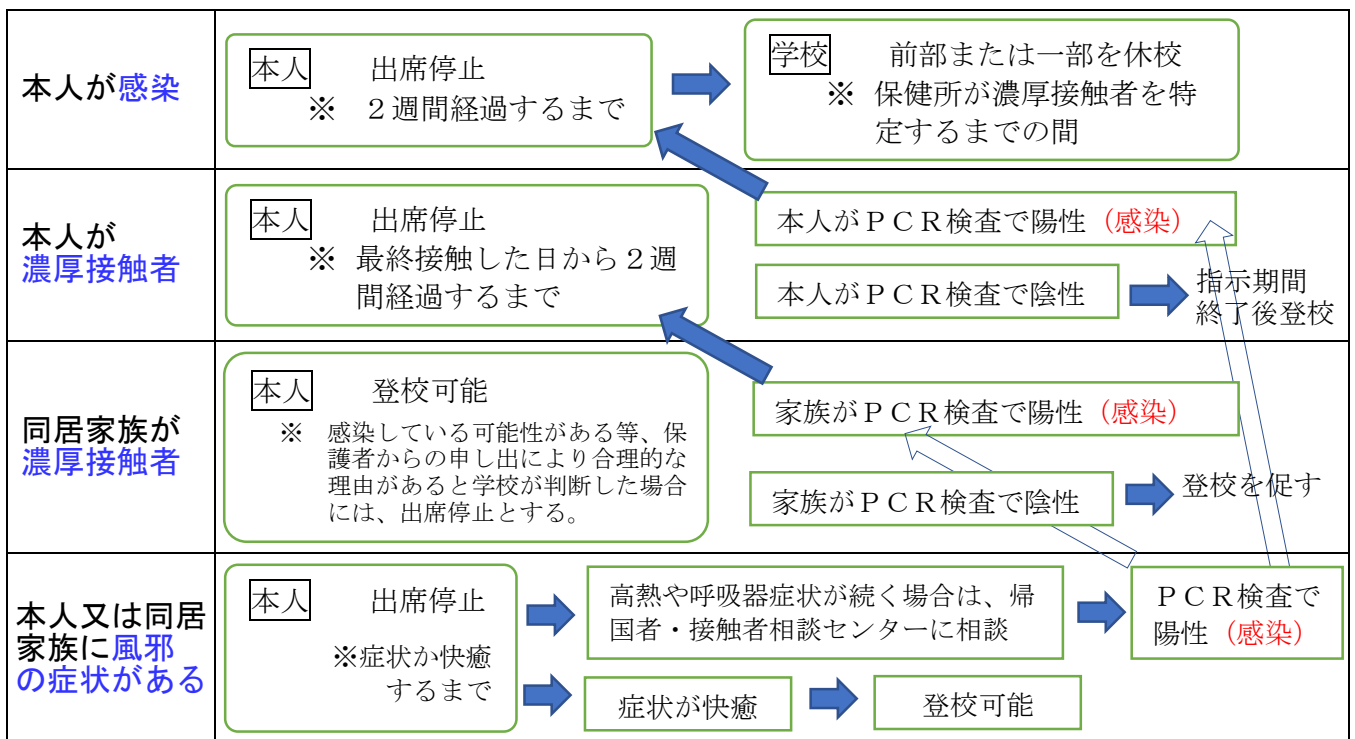 本人が感染
本人 出席停止
※ ２週間経過するまで
学校 前部または一部を休校
※ 保健所が濃厚接触者を特
定するまでの間
本人が
濃厚接触者
本人 出席停止
※ 最終接触した日から２週
間経過するまで
本人がＰＣＲ検査で陽性（感染）
本人がＰＣＲ検査で陰性
指示期間
終了後登校
同居家族が
濃厚接触者
本人 登校可能
※ 感染している可能性がある等、保
護者からの申し出により合理的な
理由があると学校が判断した場合
には、出席停止とする。
家族がＰＣＲ検査で陽性（感染）
家族がＰＣＲ検査で陰性
登校を促す
本人又は同居
家族に風邪
の症状がある
本人 出席停止
※症状か快癒
するまで
高熱や呼吸器症状が続く場合は、帰
国者・接触者相談センターに相談
ＰＣＲ検査で
陽性（感染）
症状が快癒
登校可能